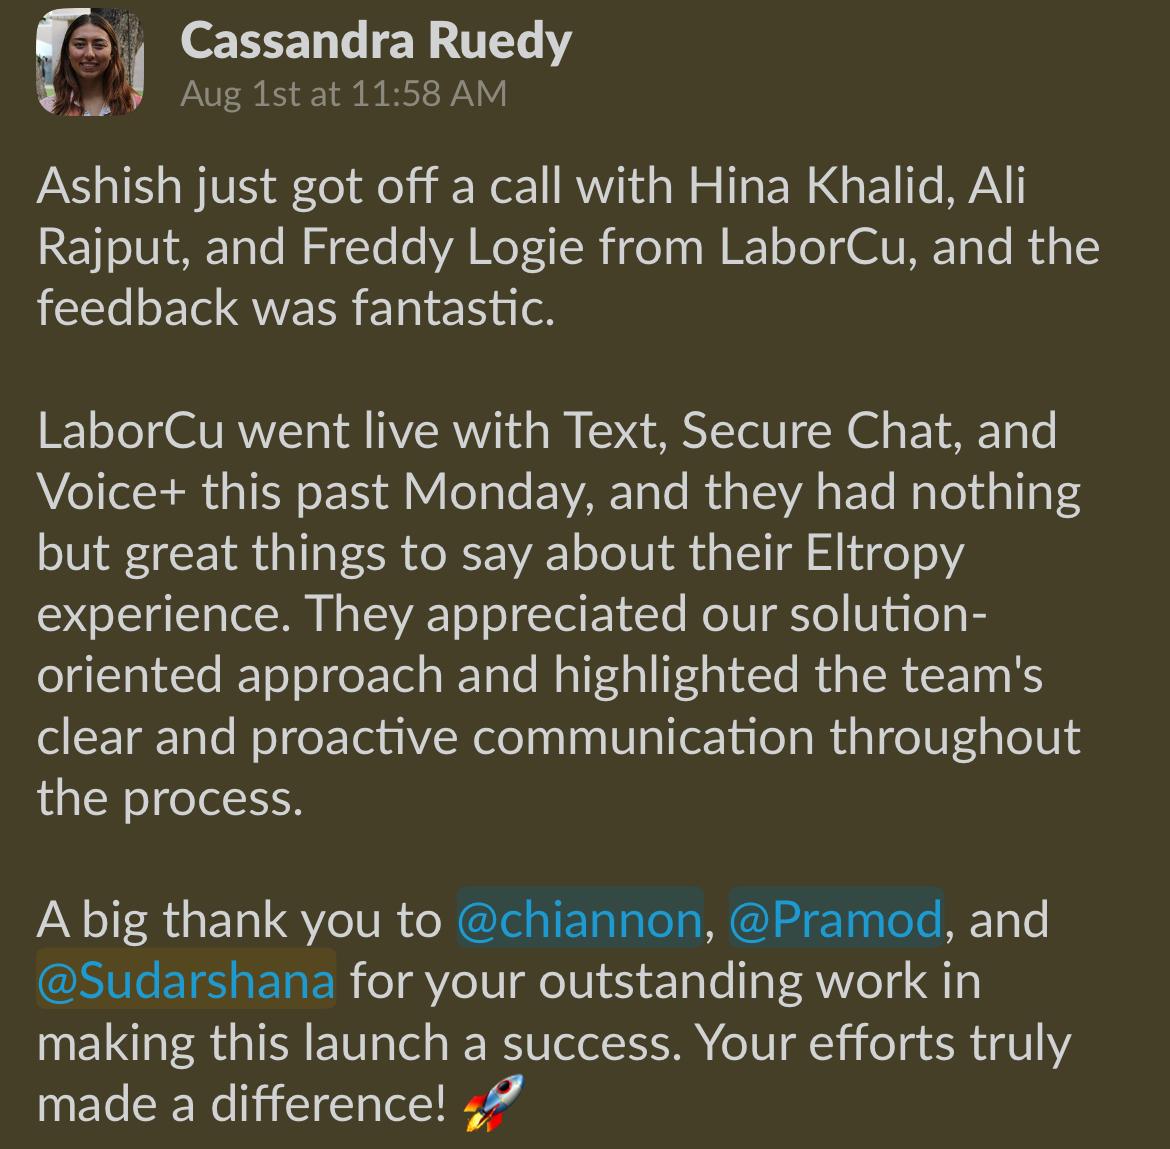 Cassandra Ruedy
Aug 1st at 11:58 AM
Ashish just got off a call with Hina Khalid, Ali
Rajput, and Freddy Logie from LaborCu, and the
feedback was fantastic.
LaborCu went live with Text, Secure Chat, and
Voice+ this past Monday, and they had nothing
but great things to say about their Eltropy
experience. They appreciated our solution-
oriented approach and highlighted the team's
clear and proactive communication throughout
the process.
A big thank you to @chiannon, @Pramod, and
@Sudarshana for your outstanding work in
making this launch a success. Your efforts truly
made a difference! 🚀